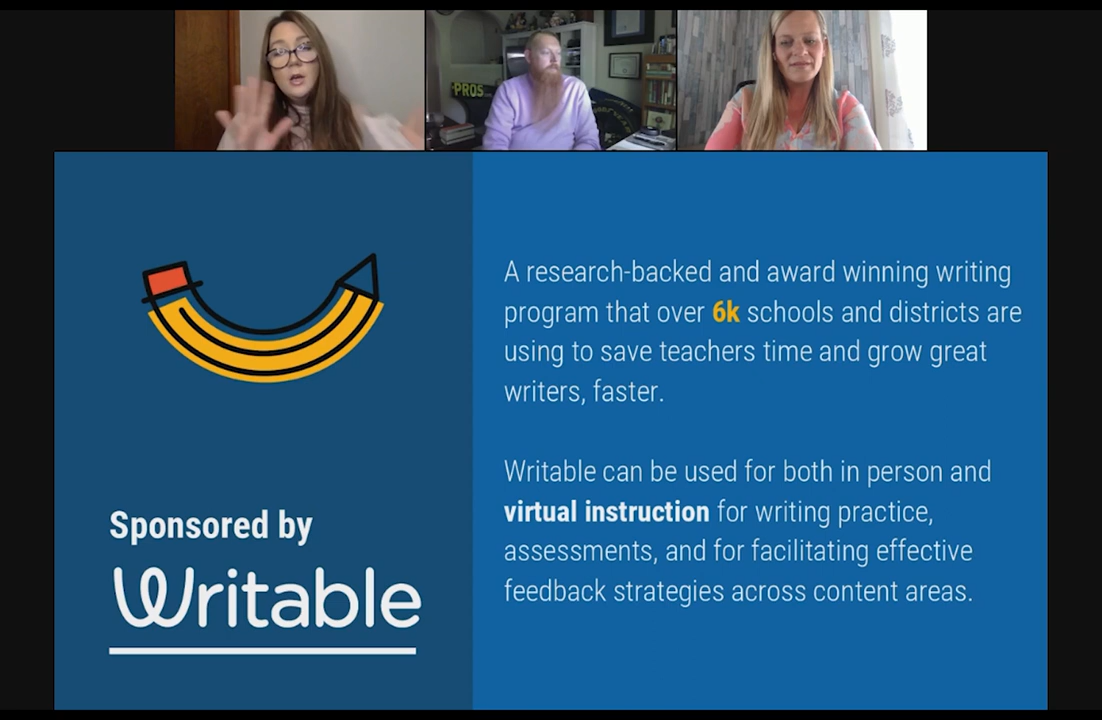 PROS
A research-backed and award winning writing
program that over 6k schools and districts are
using to save teachers time and grow great
writers, faster.
Writable can be used for both in person and
virtual instruction for writing practice,
assessments, and for facilitating effective
feedback strategies across content areas.
Sponsored by
Writable